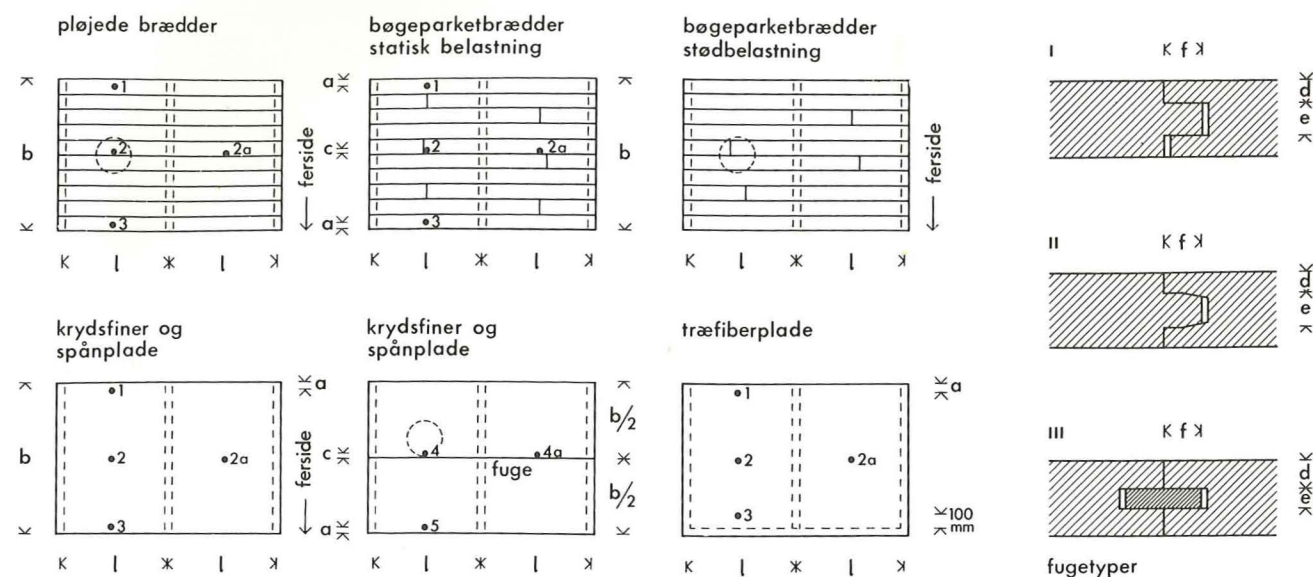 pløjede brædder
b
1
2
2a
3
ferside
l
l
bøgeparketbrædder
statisk belastning
a
c
a
1
2
2a
3
b
l
l
bøgeparketbrædder
stødbelastning
ferside
l
l
krydsfiner og
spånplade
b
1
2
2a
3
a
ferside
l
l
krydsfiner og
spånplade
c
a
4
4a
fuge
5
b/2
b/2
l
l
træfiberplade
1
2
2a
3
a
100
mm
l
l
I
f
d
e
II
f
d
e
III
f
d
e
fugetyper